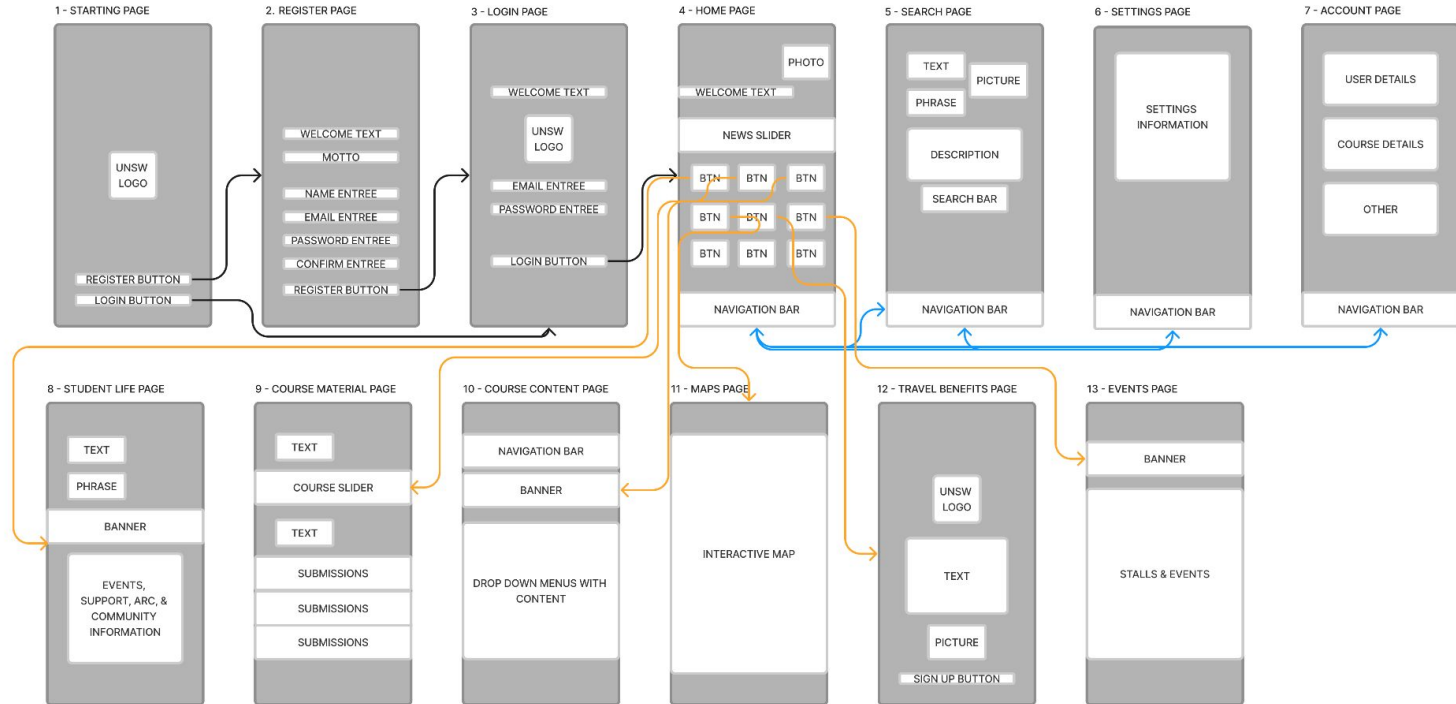 1 - STARTING PAGE
UNSW
LOGO
REGISTER BUTTON
LOGIN BUTTON
2. REGISTER PAGE
WELCOME TEXT
MOTTO
NAME ENTREE
EMAIL ENTREE
PASSWORD ENTREE
CONFIRM ENTREE
REGISTER BUTTON
3 - LOGIN PAGE
WELCOME TEXT
UNSW
LOGO
EMAIL ENTREE
PASSWORD ENTREE
LOGIN BUTTON
4 - HOME PAGE
PHOTO
WELCOME TEXT
NEWS SLIDER
BTN BTN BTN
BTN BTN BTN
BTN BTN BTN
NAVIGATION BAR
5 - SEARCH PAGE
TEXT
PICTURE
PHRASE
DESCRIPTION
SEARCH BAR
NAVIGATION BAR
6 - SETTINGS PAGE
SETTINGS
INFORMATION
NAVIGATION BAR
7 - ACCOUNT PAGE
USER DETAILS
COURSE DETAILS
OTHER
NAVIGATION BAR
8 - STUDENT LIFE PAGE
TEXT
PHRASE
BANNER
EVENTS,
SUPPORT, ARC, &
COMMUNITY
INFORMATION
9 - COURSE MATERIAL PAGE
TEXT
COURSE SLIDER
TEXT
SUBMISSIONS
SUBMISSIONS
SUBMISSIONS
10 - COURSE CONTENT PAGE
NAVIGATION BAR
BANNER
DROP DOWN MENUS WITH
CONTENT
11 - MAPS PAGE
INTERACTIVE MAP
12 - TRAVEL BENEFITS PAGE
UNSW
LOGO
TEXT
PICTURE
SIGN UP BUTTON
13 - EVENTS PAGE
BANNER
STALLS & EVENTS